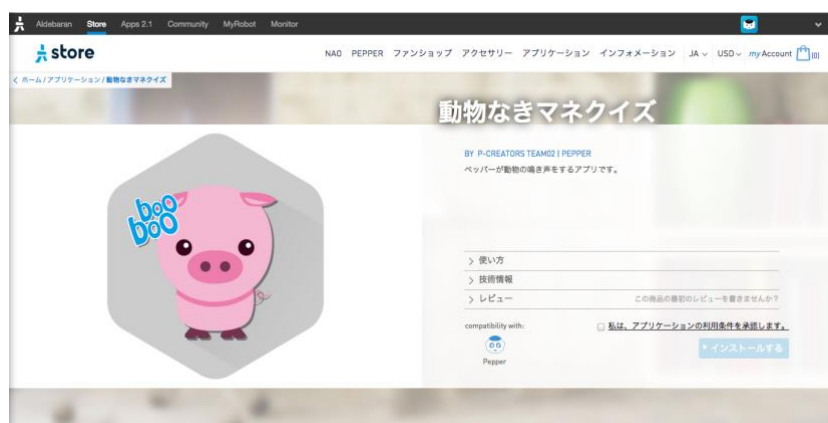 Aldebaran Store Apps 2.1 Community MyRobot Monitor
store
NAO PEPPER ファンショップ アクセサリー アプリケーション インフォメーション JA USD myAccount [0]
< ホーム / アプリケーション / 動物なきマネクイズ
動物なきマネクイズ
BY P-CREATORS TEAM02 | PEPPER
ペッパーが動物の鳴き声をするアプリです。
boo
boo
> 使い方
> 技術情報
> レビュー この商品の最初のレビューを書きませんか?
compatibility with:
私は、アプリケーションの利用条件を承認します。
Pepper
インストールする